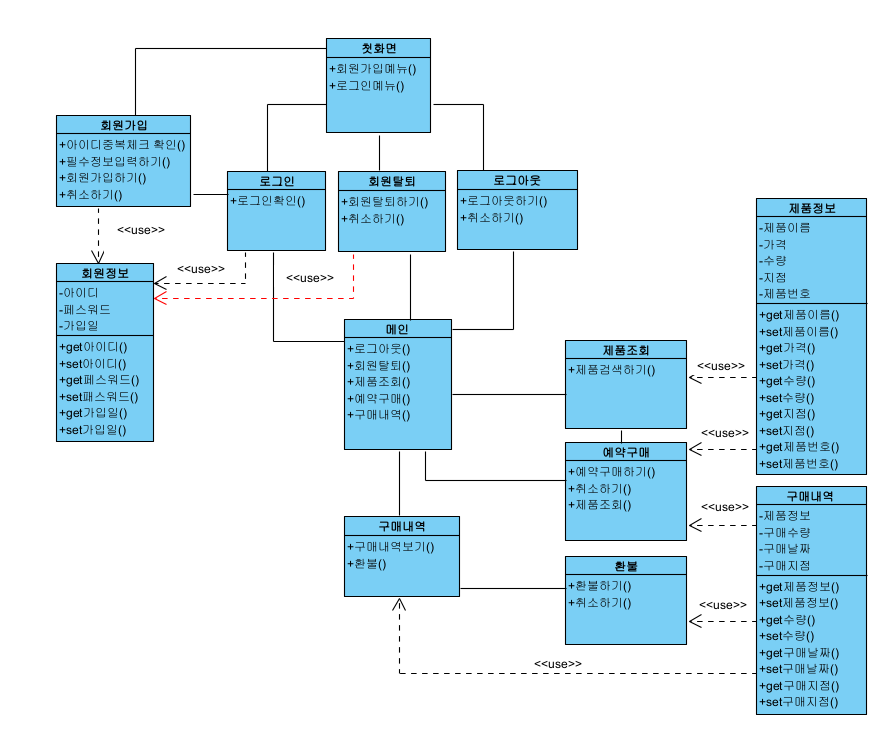 첫화면
+회원가입메뉴()
+로그인메뉴()
회원가입
+아이디중복체크 확인()
+필수정보입력하기()
+회원가입하기()
+취소하기()
로그인
+로그인확인()
회원탈퇴
+회원탈퇴하기()
+취소하기()
로그아웃
+로그아웃하기()
+취소하기()
<<use>>
<<use>>
<<use>>
회원정보
-아이디
-페스워드
-가입일
+get아이디()
+set아이디()
+get페스워드()
+set패스워드()
+get가입일()
+set가입일()
메인
+로그아웃()
+회원탈퇴()
+제품조회()
+예약구매()
+구매내역()
제품조회
+제품검색하기()
예약구매
+예약구매하기()
+취소하기()
+제품조회()
구매내역
+구매내역보기()
+환불()
환불
+환불하기()
+취소하기()
<<use>>
<<use>>
<<use>>
<<use>>
<<use>>
제품정보
-제품이름
-가격
-수량
-지점
-제품번호
+get제품이름()
+set제품이름()
+get가격()
+set가격()
+get수량()
+set수량()
+get지점()
+set지점()
+get제품번호()
+set제품번호()
구매내역
-제품정보
-구매수량
-구매날짜
-구매지점
+get제품정보()
+set제품정보()
+get수량()
+set수량()
+get구매날짜()
+set구매날짜()
+get구매지점()
+set구매지점()